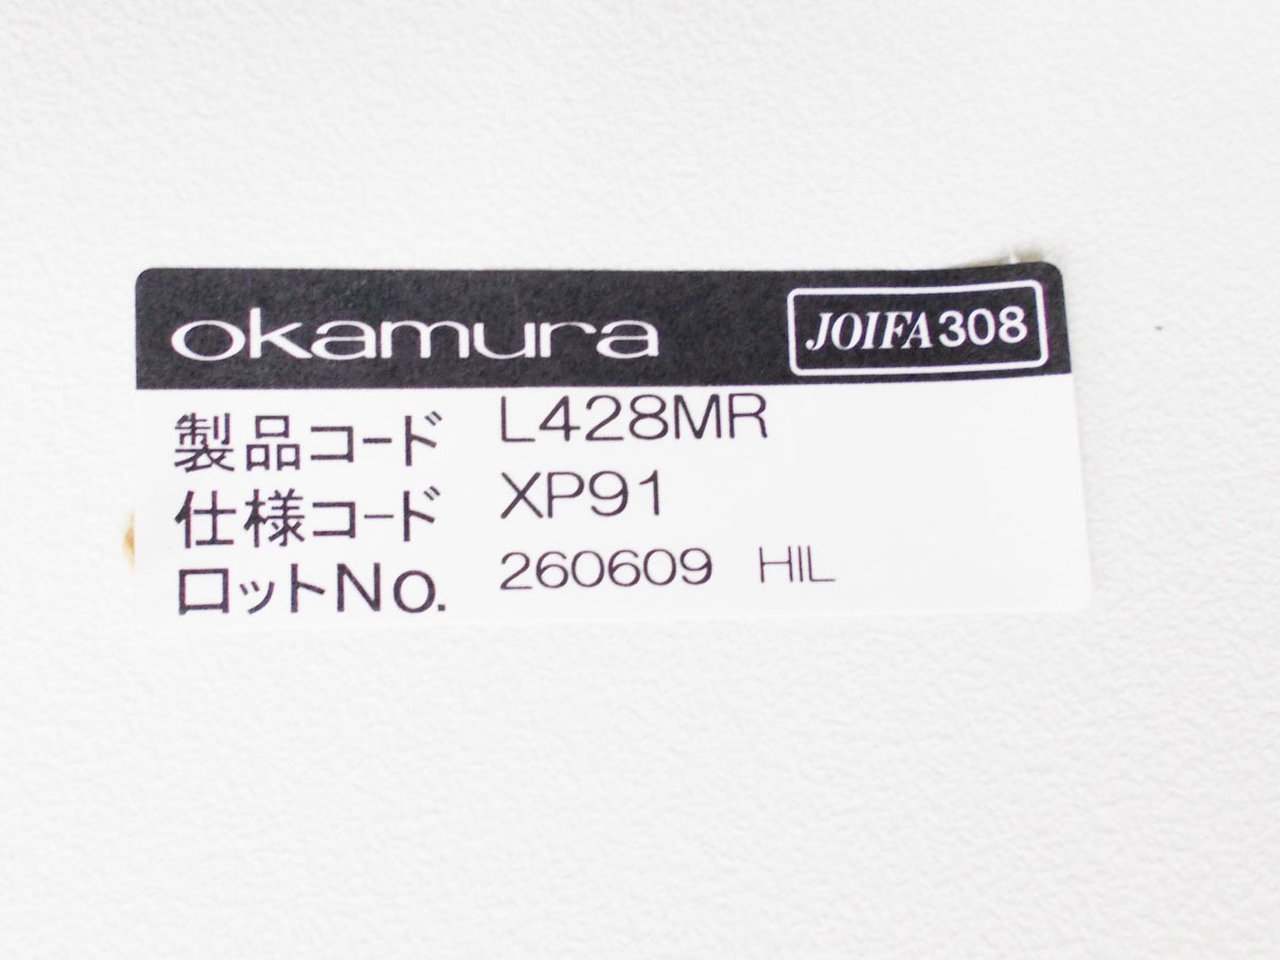 okamura JOIFA308
製品コード L428MR
仕様コード XP91
ロットNo. 260609 HIL